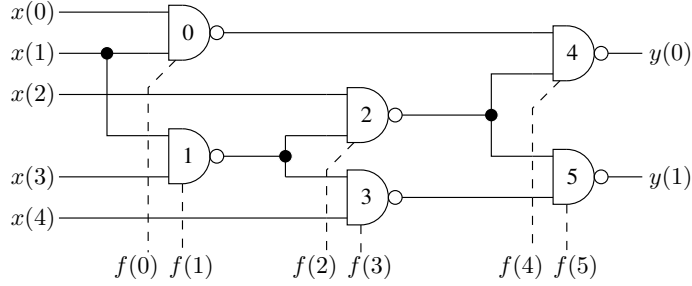 x(0)
0
4
x(1)
y(0)
x(2)
2
1
x(3)
3
5
y(1)
x(4)
f(0) f(1) f(2) f(3) f(4) f(5)